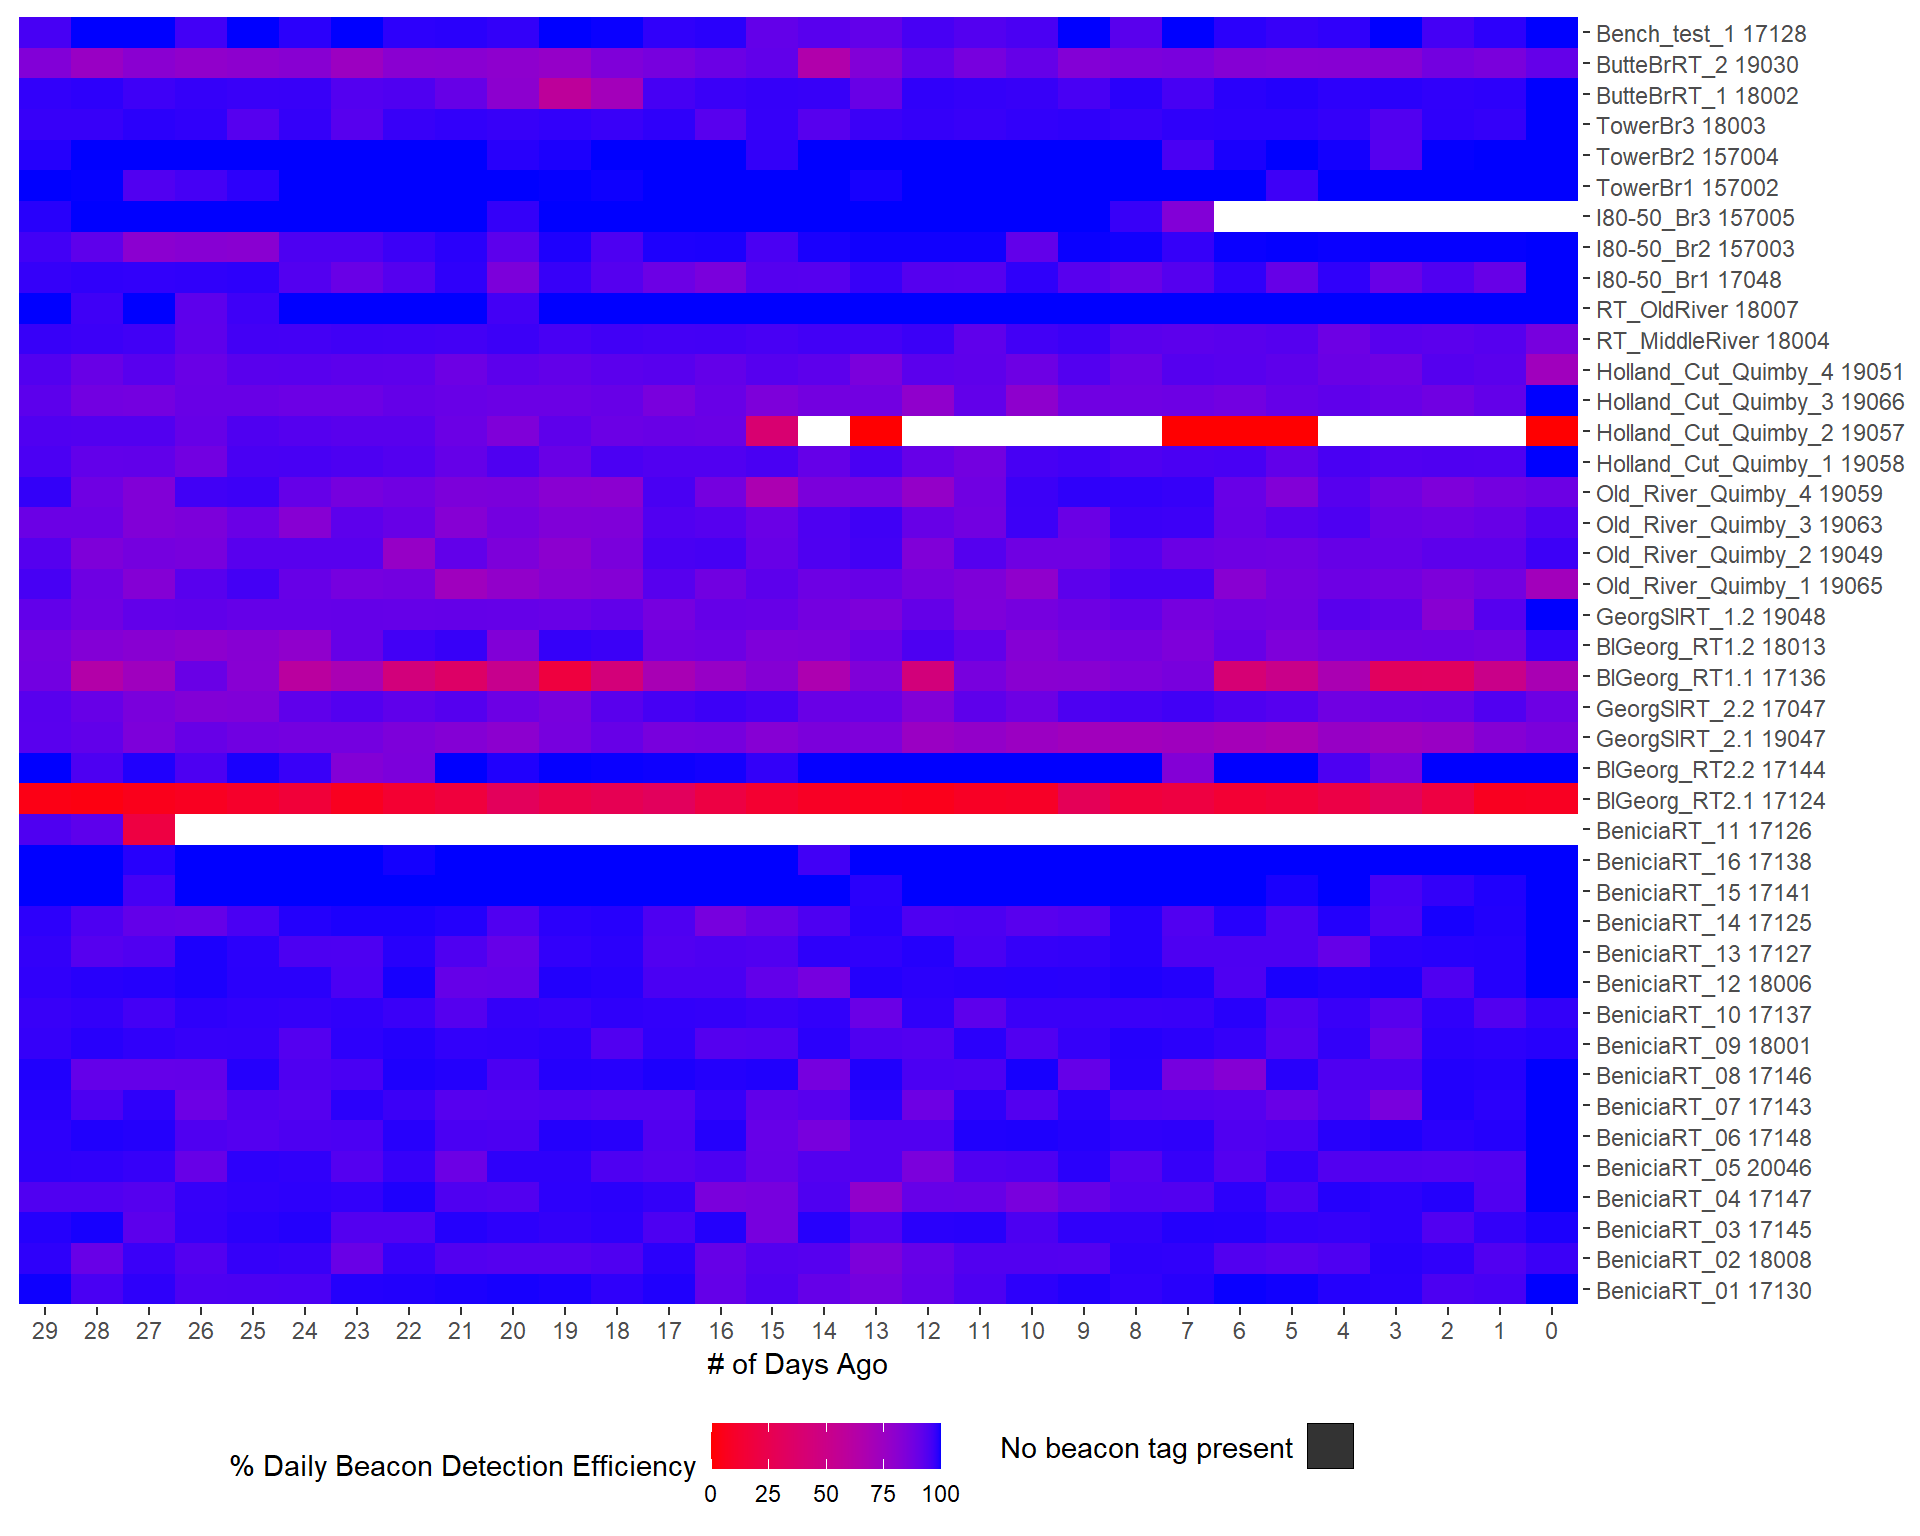 Bench_test_1 17128
ButteBrRT_2 19030
ButteBrRT_1 18002
TowerBr3 18003
TowerBr2 157004
TowerBr1 157002
I80-50_Br3 157005
I80-50_Br2 157003
I80-50_Br1 17048
RT_OldRiver 18007
RT_MiddleRiver 18004
Holland_Cut_Quimby_4 19051
Holland_Cut_Quimby_3 19066
Holland_Cut_Quimby_2 19057
Holland_Cut_Quimby_1 19058
Old_River_Quimby_4 19059
Old_River_Quimby_3 19063
Old_River_Quimby_2 19049
Old_River_Quimby_1 19065
GeorgSlRT_1.2 19048
BlGeorg_RT1.2 18013
BlGeorg_RT1.1 17136
GeorgSlRT_2.2 17047
GeorgSlRT_2.1 19047
BlGeorg_RT2.2 17144
BlGeorg_RT2.1 17124
BeniciaRT_11 17126
BeniciaRT_16 17138
BeniciaRT_15 17141
BeniciaRT_14 17125
BeniciaRT_13 17127
BeniciaRT_12 18006
BeniciaRT_10 17137
BeniciaRT_09 18001
BeniciaRT_08 17146
BeniciaRT_07 17143
BeniciaRT_06 17148
BeniciaRT_05 20046
BeniciaRT_04 17147
BeniciaRT_03 17145
BeniciaRT_02 18008
BeniciaRT_01 17130
29 28 27 26 25 24 23 22 21 20 19 18 17 16 15 14 13 12 11 10 9 8 7 6 5 4 3 2 1 0
# of Days Ago
% Daily Beacon Detection Efficiency
0 25 50 75 100
No beacon tag present